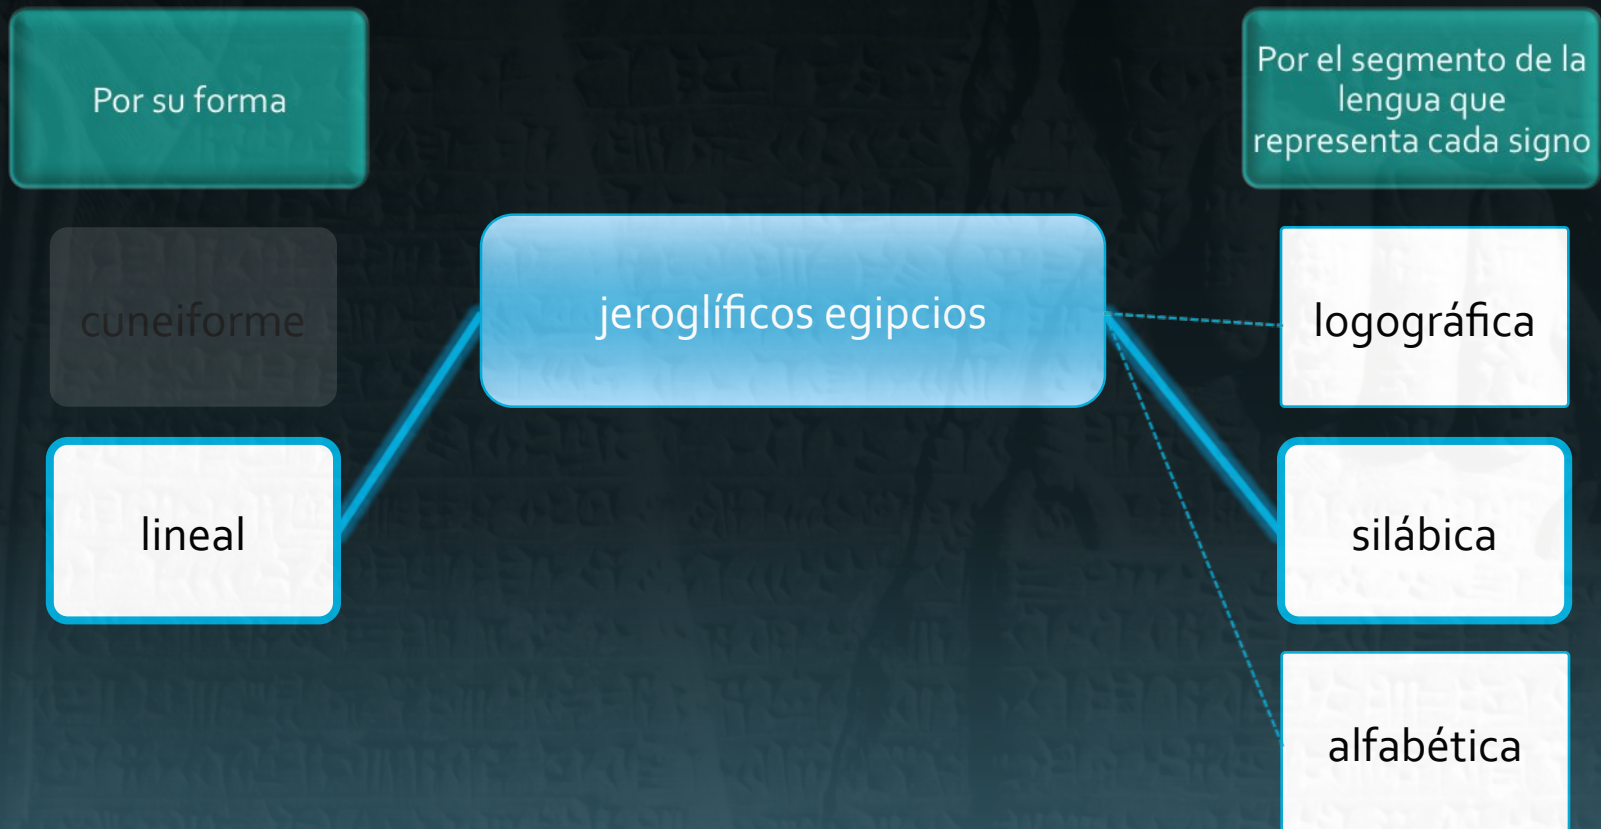 Por su forma
Por el segmento de la
lengua que
representa cada signo
cuneiforme
jeroglíficos egipcios
logográfica
lineal
silábica
alfabética